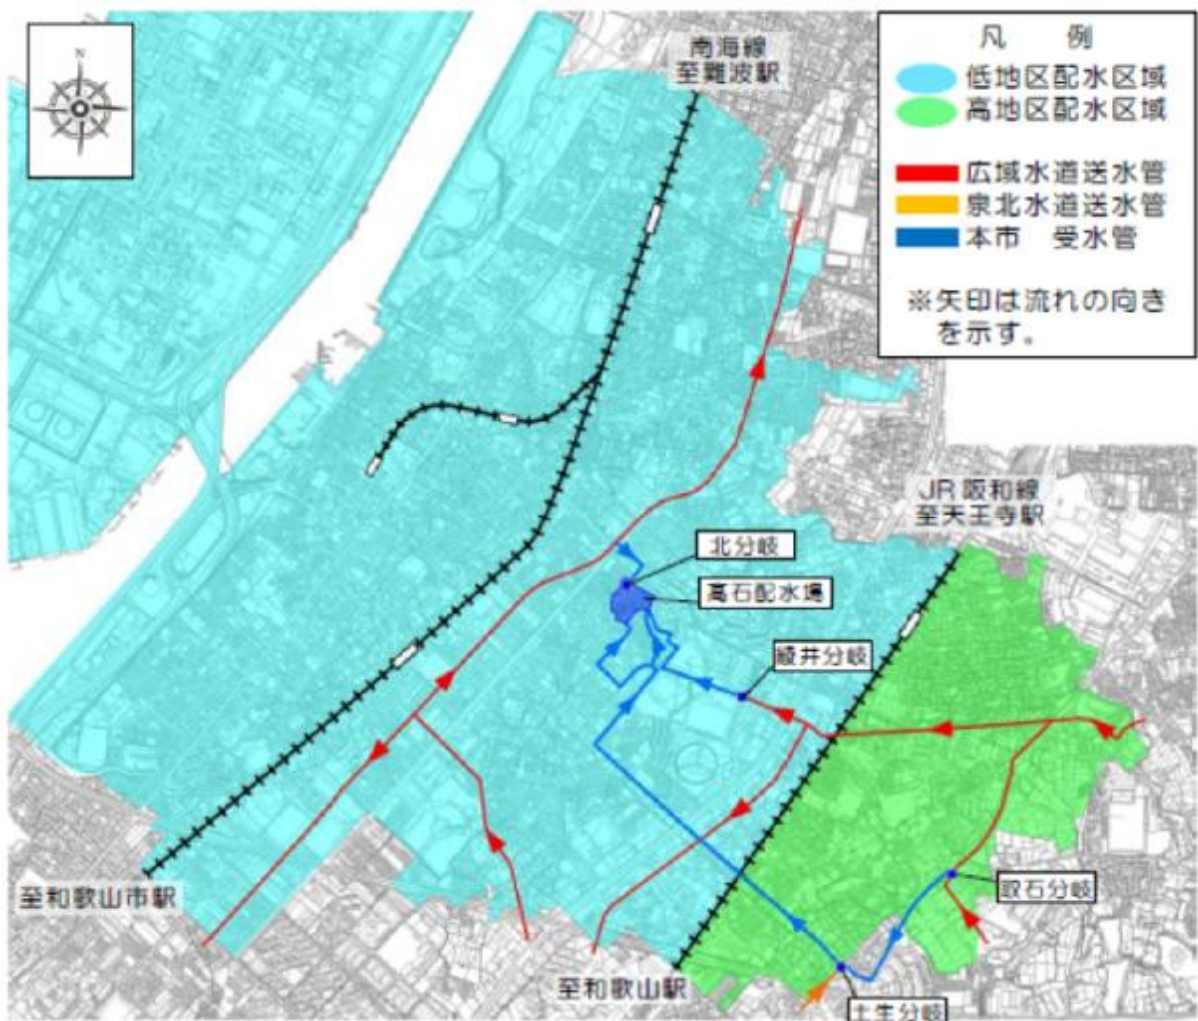 N
南海線
至難波駅
凡 例
低地区配水区域
高地区配水区域
広域水道送水管
泉北水道送水管
本市 受水管
※矢印は流れの向き
を示す。
JR阪和線
至天王寺駅
北分岐
高石配水場
綾井分岐
取石分岐
至和歌山市駅
至和歌山駅
土生分岐